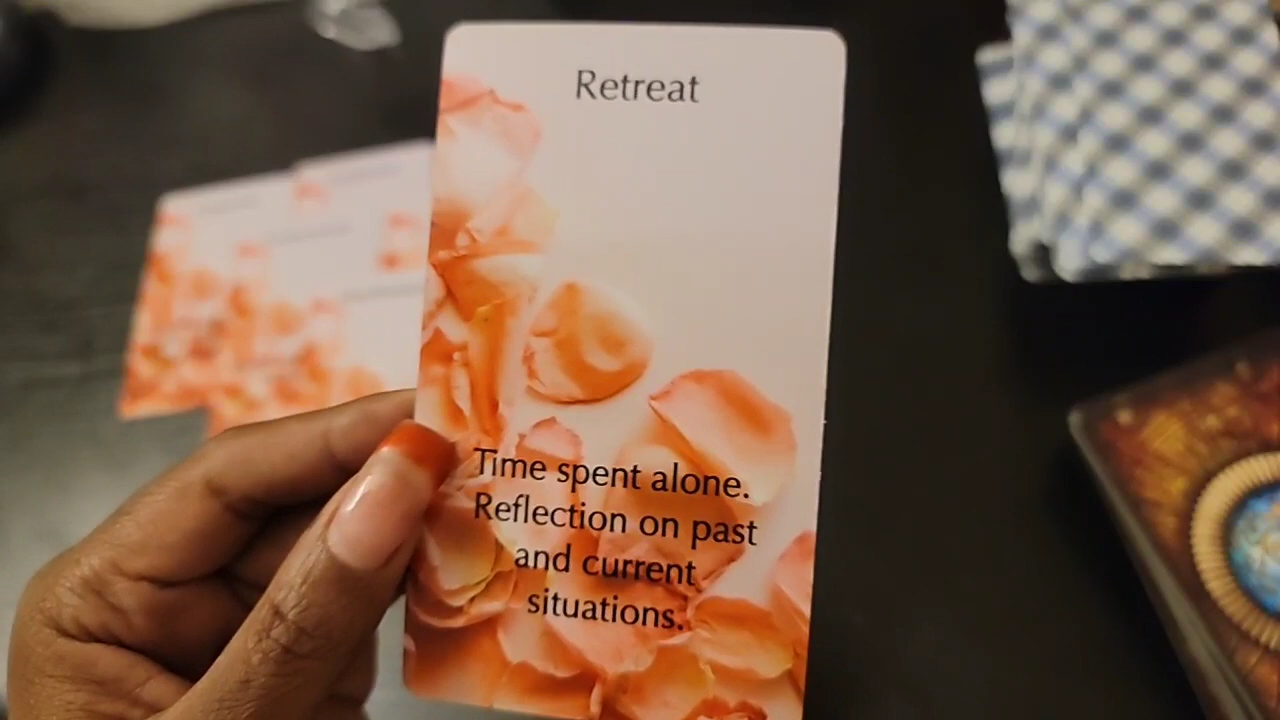 Retreat
Time spent alone.
Reflection on past
and current
situations.